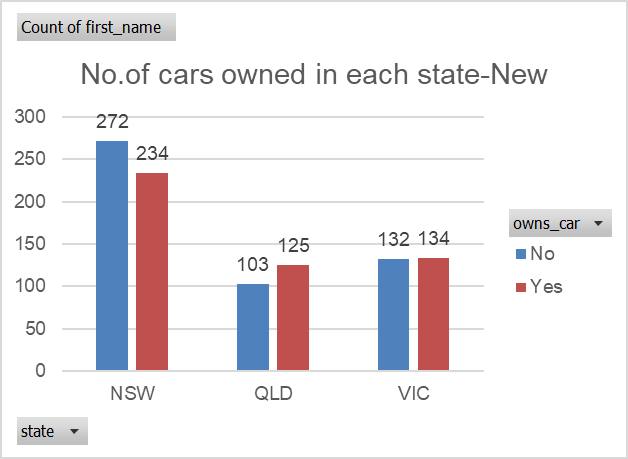 Count of first_name
No.of cars owned in each state-New
300
250
200
150
100
50
0
272
234
103
125
132
134
NSW
QLD
VIC
owns_car
No
Yes
state